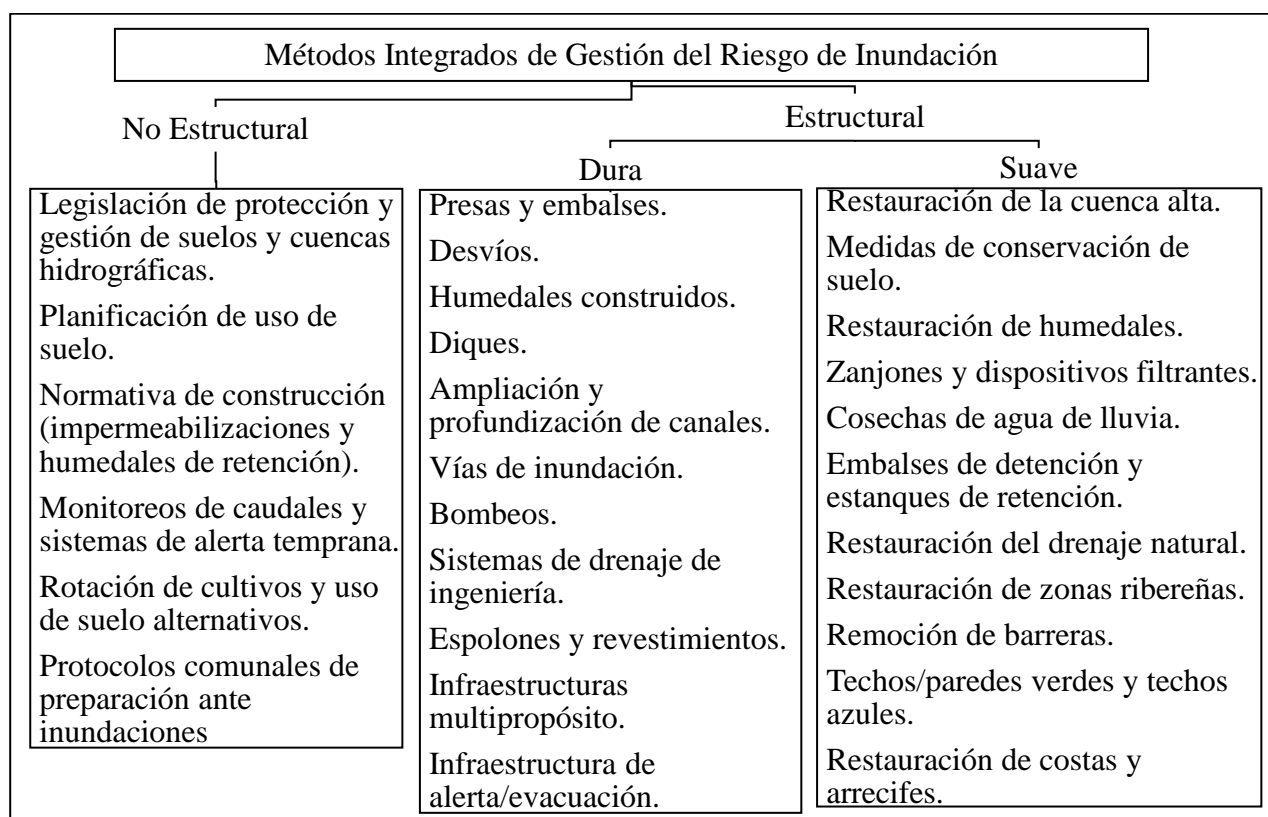 Métodos Integrados de Gestión del Riesgo de Inundación
No Estructural
Estructural
Dura
Suave
Legislación de protección y
gestión de suelos y cuencas
hidrográficas.
Planificación de uso de
suelo.
Normativa de construcción
(impermeabilizaciones y
humedales de retención).
Monitoreos de caudales y
sistemas de alerta temprana.
Rotación de cultivos y uso
de suelo alternativos.
Protocolos comunales de
preparación ante
inundaciones
Presas y embalses.
Desvíos.
Humedales construidos.
Diques.
Ampliación y
profundización de canales.
Vías de inundación.
Bombeos.
Sistemas de drenaje de
ingeniería.
Espolones y revestimientos.
Infraestructuras
multipropósito.
Infraestructura de
alerta/evacuación.
Restauración de la cuenca alta.
Medidas de conservación de
suelo.
Restauración de humedales.
Zanjones y dispositivos filtrantes.
Cosechas de agua de lluvia.
Embalses de detención y
estanques de retención.
Restauración del drenaje natural.
Restauración de zonas ribereñas.
Remoción de barreras.
Techos/paredes verdes y techos
azules.
Restauración de costas y
arrecifes.